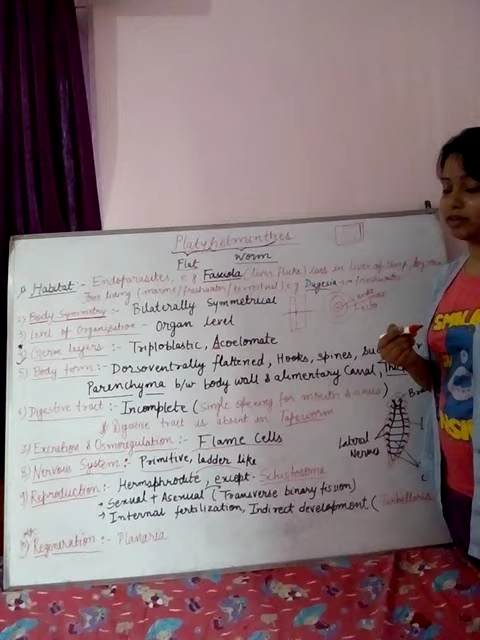 Platyhelminthes
Flat worm
1) Habitat :- Endoparasites e.g Fasciola (liver fluke) lives in liver of sheep
Free living (marine/freshwater/terrestrial) e.g Dugesia → freshwater
2) Body Symmetry :- Bilaterally Symmetrical
3) Level of Organization - Organ level
4) Germ layers :- Triploblastic, Acoelomate
5) Body form :- Dorsoventrally flattened, Hooks, spines,
Parenchyma b/w body wall & alimentary Canal,
6) Digestive tract :- Incomplete (Single opening for mouth & anus)
Digestive tract is absent in Tapeworm
7) Excretion & Osmoregulation :- Flame Cells
8) Nervous System :- Primitive, ladder like
Lateral
Nerves
9) Reproduction :- Hermaphrodite, except - Schistosoma
→ Sexual + Asexual (Transverse binary fission)
→ Internal fertilization, Indirect development (Turbellaria
10) Regeneration :- Planaria